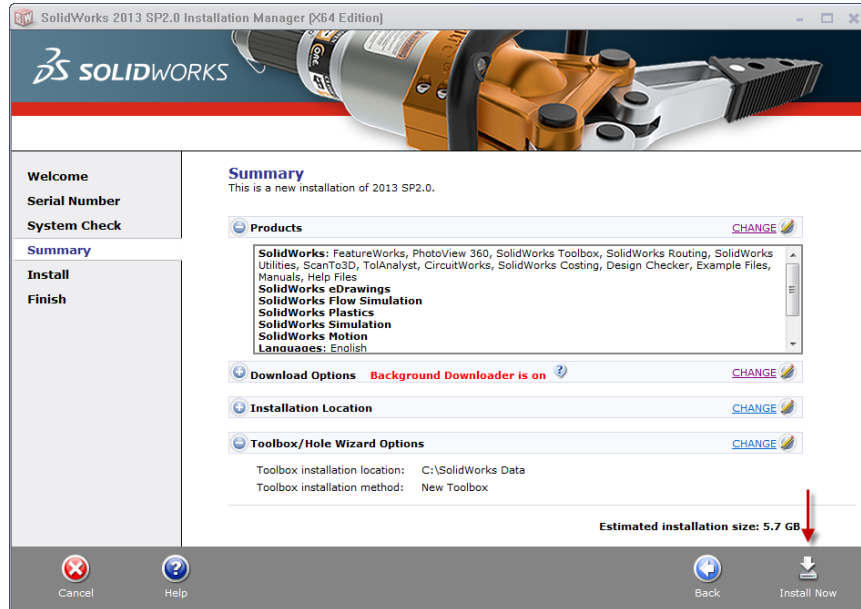 SolidWorks 2013 SP2.0 Installation Manager (X64 Edition)
SOLIDWORKS
Welcome
Serial Number
System Check
Summary
Install
Finish
Summary
This is a new installation of 2013 SP2.0.
Products CHANGE
SolidWorks: FeatureWorks, PhotoView 360, SolidWorks Toolbox, SolidWorks Routing, SolidWorks
Utilities, ScanTo3D, TolAnalyst, CircuitWorks, SolidWorks Costing, Design Checker, Example Files,
Manuals, Help Files
SolidWorks eDrawings
SolidWorks Flow Simulation
SolidWorks Plastics
SolidWorks Simulation
SolidWorks Motion
Languages: English
Download Options Background Downloader is on ? CHANGE
Installation Location CHANGE
Toolbox/Hole Wizard Options CHANGE
Toolbox installation location: C:\SolidWorks Data
Toolbox installation method: New Toolbox
Estimated installation size: 5.7 GB
Cancel Help Back Install Now